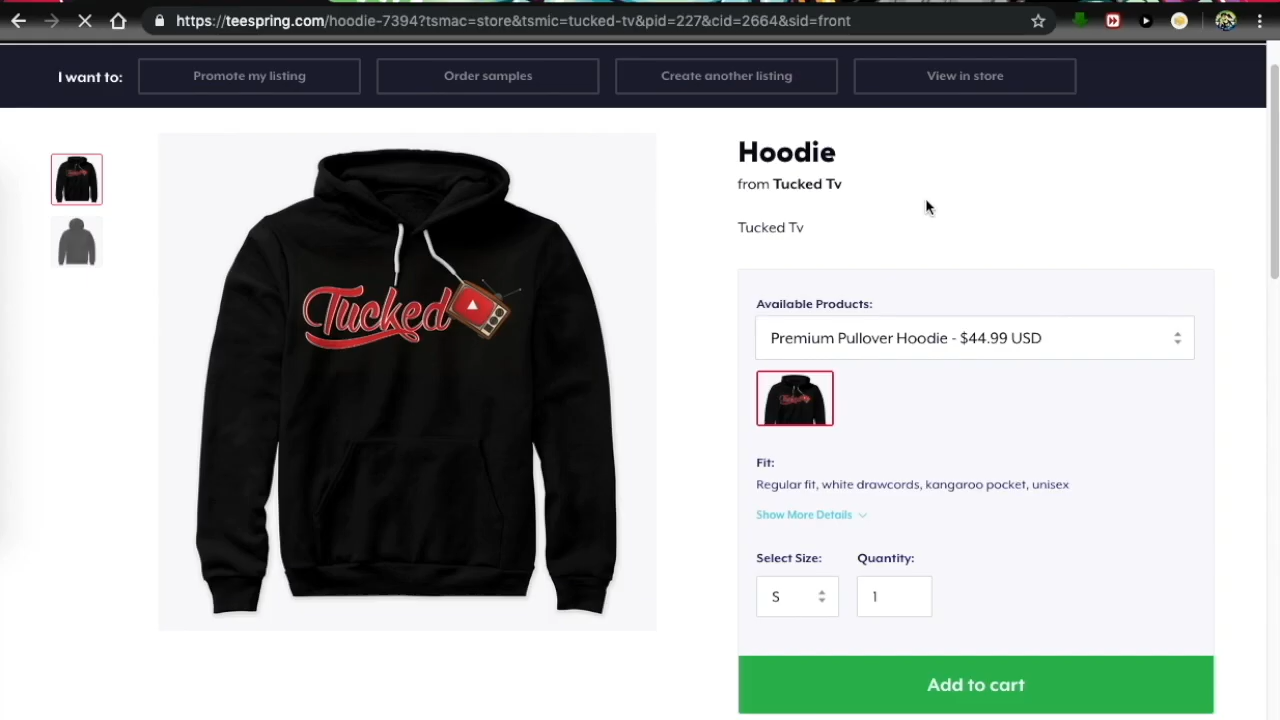 https://teespring.com/hoodie-7394?tsmac=store&tsmic=tucked-tv&pid=227&cid=2664&sid=front
I want to:
Promote my listing
Order samples
Create another listing
View in store
Hoodie
from Tucked Tv
Tucked Tv
Tucked
Available Products:
Premium Pullover Hoodie - $44.99 USD
Fit:
Regular fit, white drawcords, kangaroo pocket, unisex
Show More Details
Select Size:
Quantity:
S
1
Add to cart